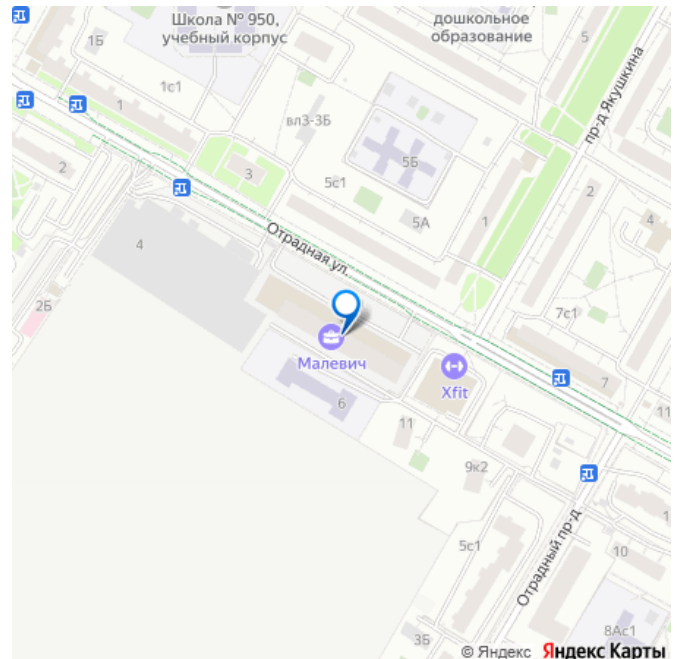 Школа № 950,
учебный корпус
дошкольное
образование
1Б
5
1с1
1
вл3-3Б
пр-д Якушкина
2
3
5Б
5с1
5А
1
2
4
Отрадная ул.
4
2Б
7с1
Малевич
Xfit
7
6
11
11
9к2
1
5с1
Отрадный пр-д
10
8Ас1
3Б
© Яндекс Яндекс Карты